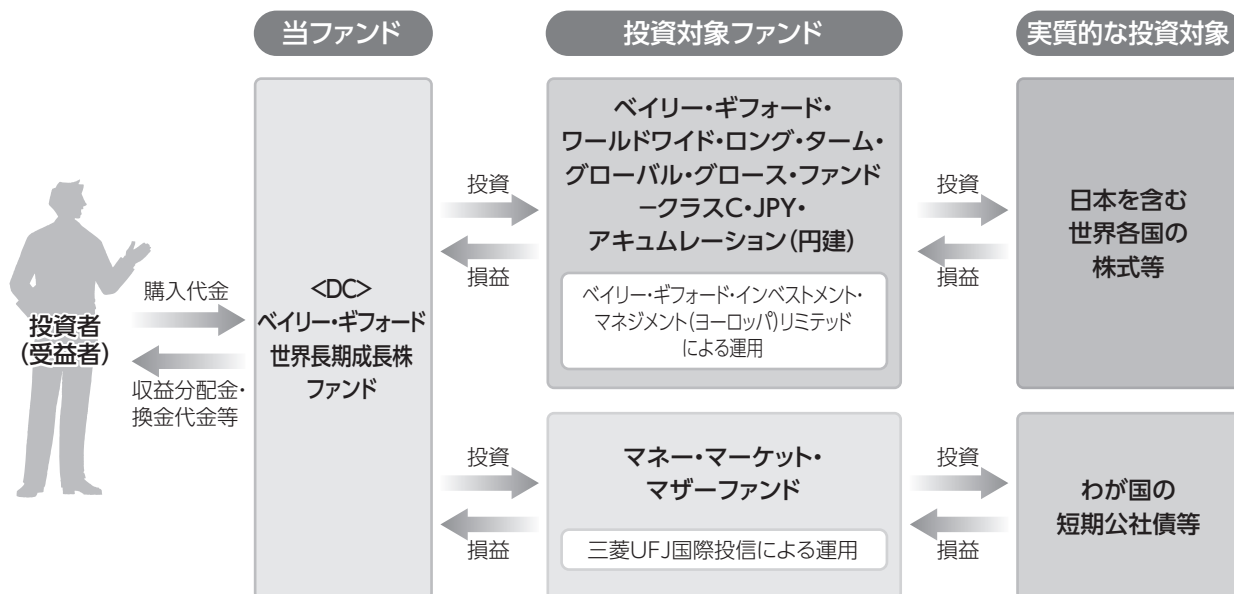 当ファンド
投資対象ファンド
実質的な投資対象
投資者
(受益者)
購入代金
収益分配金・
換金代金等
<DC>
ベイリー・ギフォード
世界長期成長株
ファンド
投資
損益
ベイリー・ギフォード・
ワールドワイド・ロング・ターム・
グローバル・グロース・ファンド
−クラスC・JPY・
アキュムレーション(円建)
ベイリー・ギフォード・インベストメント・
マネジメント(ヨーロッパ)リミテッド
による運用
投資
損益
日本を含む
世界各国の
株式等
投資
損益
マネー・マーケット・
マザーファンド
三菱UFJ国際投信による運用
投資
損益
わが国の
短期公社債等